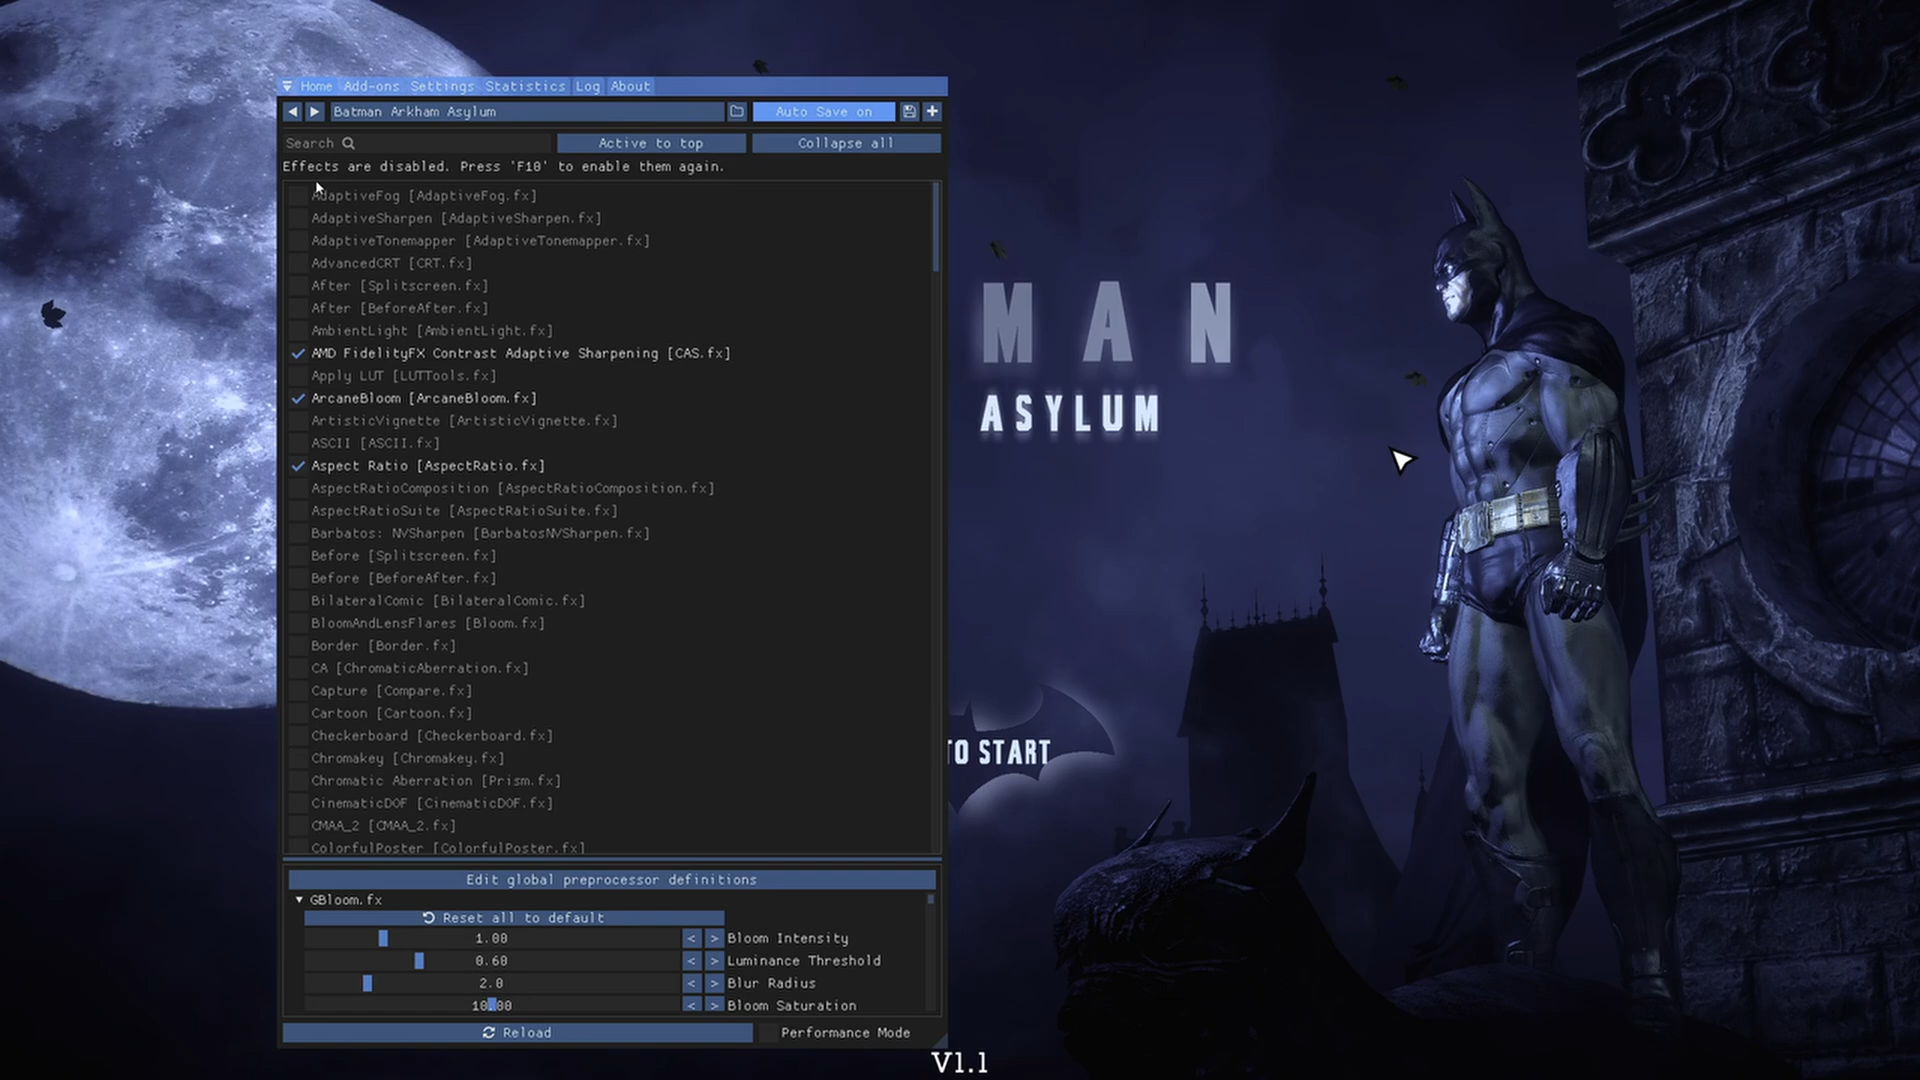 Home Add-ons Settings Statistics Log About
Batman Arkham Asylum
Auto Save on
Search
Active to top
Collapse all
Effects are disabled. Press 'F10' to enable them again.
AdaptiveFog [AdaptiveFog.fx]
AdaptiveSharpen [AdaptiveSharpen.fx]
AdaptiveTonemapper [AdaptiveTonemapper.fx]
AdvancedCRT [CRT.fx]
After [Splitscreen.fx]
After [BeforeAfter.fx]
AmbientLight [AmbientLight.fx]
AMD FidelityFX Contrast Adaptive Sharpening [CAS.fx]
Apply LUT [LUTTools.fx]
ArcaneBloom [ArcaneBloom.fx]
ArtisticVignette [ArtisticVignette.fx]
ASCII [ASCII.fx]
Aspect Ratio [AspectRatio.fx]
AspectRatioComposition [AspectRatioComposition.fx]
AspectRatioSuite [AspectRatioSuite.fx]
Barbatos: NVSharpen [BarbatosNVSharpen.fx]
Before [Splitscreen.fx]
Before [BeforeAfter.fx]
BilateralComic [BilateralComic.fx]
BloomAndLensFlares [Bloom.fx]
Border [Border.fx]
CA [ChromaticAberration.fx]
Capture [Compare.fx]
Cartoon [Cartoon.fx]
Checkerboard [Checkerboard.fx]
Chromakey [Chromakey.fx]
Chromatic Aberration [Prism.fx]
CinematicDOF [CinematicDOF.fx]
CMAA_2 [CMAA_2.fx]
ColorfulPoster [ColorfulPoster.fx]
Edit global preprocessor definitions
GBloom.fx
Reset all to default
1.00 < > Bloom Intensity
0.60 < > Luminance Threshold
2.0 < > Blur Radius
< > Bloom Saturation
Reload
Performance Mode
MAN
ASYLUM
TO START
V1.1